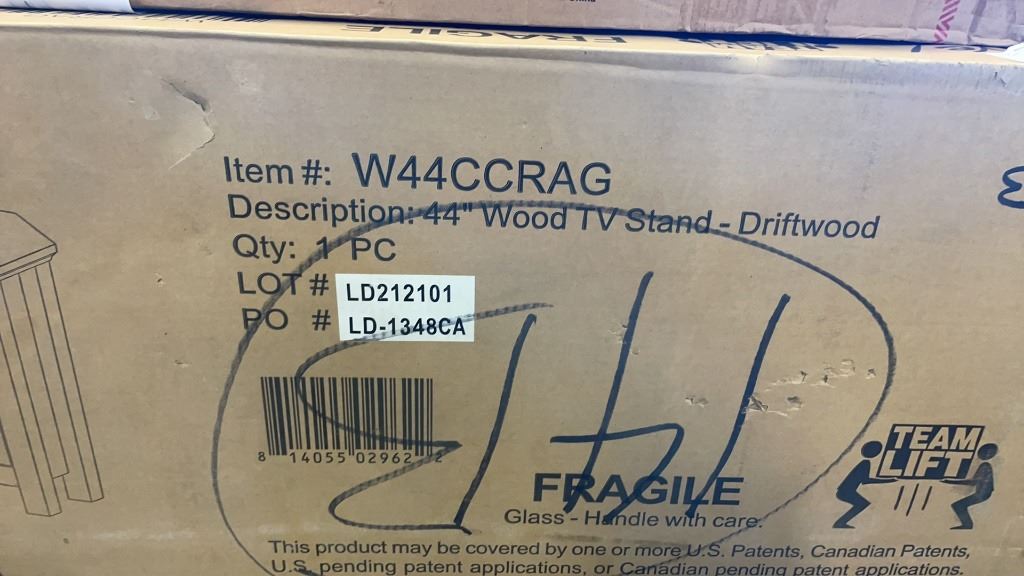 FRAGILE
Item #: W44CCRAG
Description: 44" Wood TV Stand - Driftwood
Qty: 1 PC
LOT # LD212101
PO # LD-1348CA
8 14055 02962 2
TEAM
LIFT
FRAGILE
Glass - Handle with care.
This product may be covered by one or more U.S. Patents, Canadian Patents,
U.S. pending patent applications, or Canadian pending patent applications.